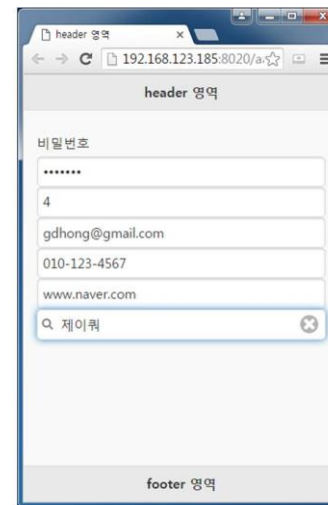 header 영역
192.168.123.185:8020/a
header 영역
비밀번호
•••••••
4
gdhong@gmail.com
010-123-4567
www.naver.com
제이쿼
footer 영역